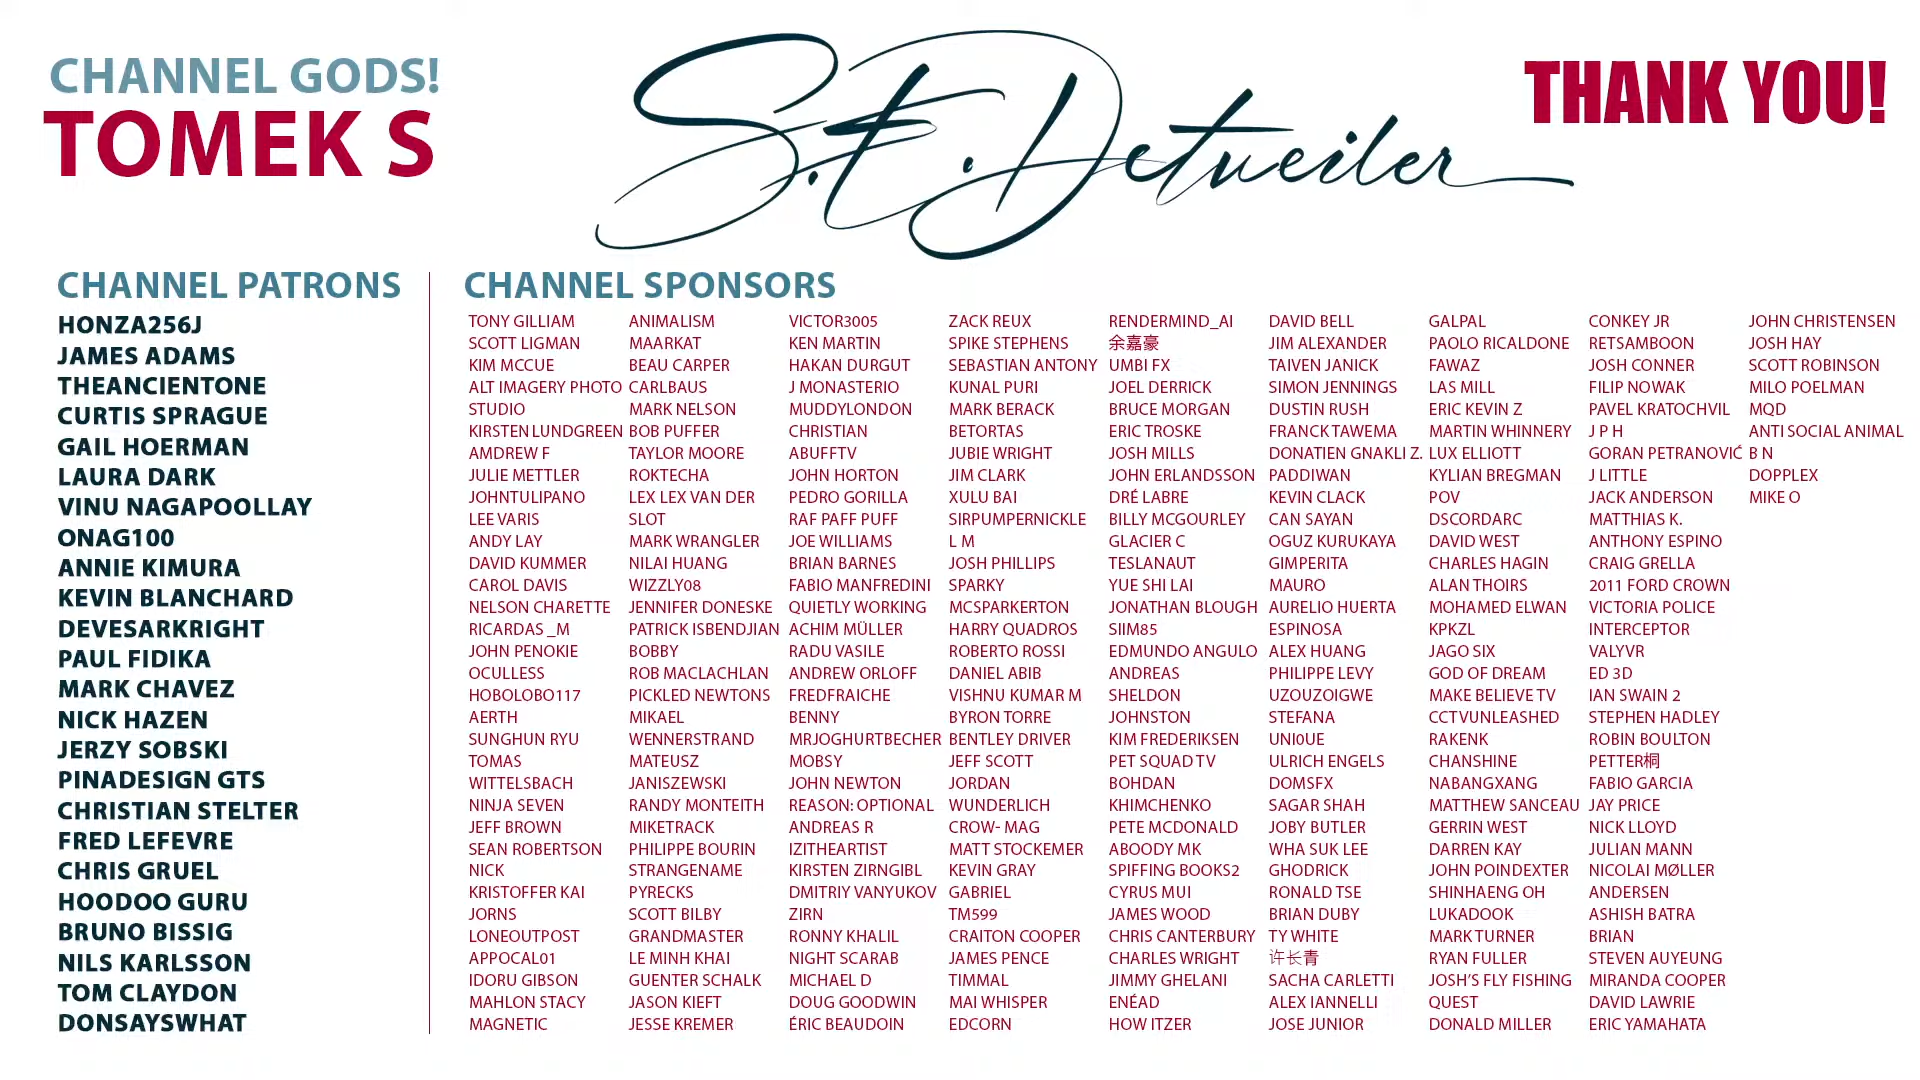 CHANNEL GODS!
TOMEK S
S.E. Detweiler
THANK YOU!
CHANNEL PATRONS
HONZA256J
JAMES ADAMS
THEANCIENTONE
CURTIS SPRAGUE
GAIL HOERMAN
LAURA DARK
VINU NAGAPOOLLAY
ONAG100
ANNIE KIMURA
KEVIN BLANCHARD
DEVESARKRIGHT
PAUL FIDIKA
MARK CHAVEZ
NICK HAZEN
JERZY SOBSKI
PINADESIGN GTS
CHRISTIAN STELTER
FRED LEFEVRE
CHRIS GRUEL
HOODOO GURU
BRUNO BISSIG
NILS KARLSSON
TOM CLAYDON
DONSAYSWHAT
CHANNEL SPONSORS
TONY GILLIAM
SCOTT LIGMAN
KIM MCCUE
ALT IMAGERY PHOTO
STUDIO
KIRSTEN LUNDGREEN
AMDREW F
JULIE METTLER
JOHNTULIPANO
LEE VARIS
ANDY LAY
DAVID KUMMER
CAROL DAVIS
NELSON CHARETTE
RICARDAS _M
JOHN PENOKIE
OCULLESS
HOBOLOBO117
AERTH
SUNGHUN RYU
TOMAS
WITTELSBACH
NINJA SEVEN
JEFF BROWN
SEAN ROBERTSON
NICK
KRISTOFFER KAI
JORNS
LONEOUTPOST
APPOCAL01
IDORU GIBSON
MAHLON STACY
MAGNETIC
ANIMALISM
MAARKAT
BEAU CARPER
CARLBAUS
MARK NELSON
BOB PUFFER
TAYLOR MOORE
ROKTECHA
LEX LEX VAN DER
SLOT
MARK WRANGLER
NILAI HUANG
WIZZLY08
JENNIFER DONESKE
PATRICK ISBENDJIAN
BOBBY
ROB MACLACHLAN
PICKLED NEWTONS
MIKAEL
WENNERSTRAND
MATEUSZ
JANISZEWSKI
RANDY MONTEITH
MIKETRACK
PHILIPPE BOURIN
STRANGENAME
PYRECKS
SCOTT BILBY
GRANDMASTER
LE MINH KHAI
GUENTER SCHALK
JASON KIEFT
JESSE KREMER
VICTOR3005
KEN MARTIN
HAKAN DURGUT
J MONASTERIO
MUDDYLONDON
CHRISTIAN
ABUFFTV
JOHN HORTON
PEDRO GORILLA
RAF PAFF PUFF
JOE WILLIAMS
BRIAN BARNES
FABIO MANFREDINI
QUIETLY WORKING
ACHIM MÜLLER
RADU VASILE
ANDREW ORLOFF
FREDFRAICHE
BENNY
MRJOGHURTBECHER
MOBSY
JOHN NEWTON
REASON: OPTIONAL
ANDREAS R
IZITHEARTIST
KIRSTEN ZIRNGIBL
DMITRIY VANYUKOV
ZIRN
RONNY KHALIL
NIGHT SCARAB
MICHAEL D
DOUG GOODWIN
ÉRIC BEAUDOIN
ZACK REUX
SPIKE STEPHENS
SEBASTIAN ANTONY
KUNAL PURI
MARK BERACK
BETORTAS
JUBIE WRIGHT
JIM CLARK
XULU BAI
SIRPUMPERNICKLE
L M
JOSH PHILLIPS
SPARKY
MCSPARKERTON
HARRY QUADROS
ROBERTO ROSSI
DANIEL ABIB
VISHNU KUMAR M
BYRON TORRE
BENTLEY DRIVER
JEFF SCOTT
JORDAN
WUNDERLICH
CROW- MAG
MATT STOCKEMER
KEVIN GRAY
GABRIEL
TM599
CRAITON COOPER
JAMES PENCE
TIMMAL
MAI WHISPER
EDCORN
RENDERMIND_AI
余嘉豪
UMBI FX
JOEL DERRICK
BRUCE MORGAN
ERIC TROSKE
JOSH MILLS
JOHN ERLANDSSON
DRÉ LABRE
BILLY MCGOURLEY
GLACIER C
TESLANAUT
YUE SHI LAI
JONATHAN BLOUGH
SIIM85
EDMUNDO ANGULO
ANDREAS
SHELDON
JOHNSTON
KIM FREDERIKSEN
PET SQUAD TV
BOHDAN
KHIMCHENKO
PETE MCDONALD
ABOODY MK
SPIFFING BOOKS2
CYRUS MUI
JAMES WOOD
CHRIS CANTERBURY
CHARLES WRIGHT
JIMMY GHELANI
ENÉAD
HOW ITZER
DAVID BELL
JIM ALEXANDER
TAIVEN JANICK
SIMON JENNINGS
DUSTIN RUSH
FRANCK TAWEMA
DONATIEN GNAKLI Z.
PADDIWAN
KEVIN CLACK
CAN SAYAN
OGUZ KURUKAYA
GIMPERITA
MAURO
AURELIO HUERTA
ESPINOSA
ALEX HUANG
PHILIPPE LEVY
UZOUZOIGWE
STEFANA
UNI0UE
ULRICH ENGELS
DOMSFX
SAGAR SHAH
JOBY BUTLER
WHA SUK LEE
GHODRICK
RONALD TSE
BRIAN DUBY
TY WHITE
许长青
SACHA CARLETTI
ALEX IANNELLI
JOSE JUNIOR
GALPAL
PAOLO RICALDONE
FAWAZ
LAS MILL
ERIC KEVIN Z
MARTIN WHINNERY
LUX ELLIOTT
KYLIAN BREGMAN
POV
DSCORDARC
DAVID WEST
CHARLES HAGIN
ALAN THOIRS
MOHAMED ELWAN
KPKZL
JAGO SIX
GOD OF DREAM
MAKE BELIEVE TV
CCTVUNLEASHED
RAKENK
CHANSHINE
NABANGXANG
MATTHEW SANCEAU
GERRIN WEST
DARREN KAY
JOHN POINDEXTER
SHINHAENG OH
LUKADOOK
MARK TURNER
RYAN FULLER
JOSH'S FLY FISHING
QUEST
DONALD MILLER
CONKEY JR
RETSAMBOON
JOSH CONNER
FILIP NOWAK
PAVEL KRATOCHVIL
J P H
GORAN PETRANOVIĆ
J LITTLE
JACK ANDERSON
MATTHIAS K.
ANTHONY ESPINO
CRAIG GRELLA
2011 FORD CROWN
VICTORIA POLICE
INTERCEPTOR
VALYVR
ED 3D
IAN SWAIN 2
STEPHEN HADLEY
ROBIN BOULTON
PETTER桐
FABIO GARCIA
JAY PRICE
NICK LLOYD
JULIAN MANN
NICOLAI MØLLER
ANDERSEN
ASHISH BATRA
BRIAN
STEVEN AUYEUNG
MIRANDA COOPER
DAVID LAWRIE
ERIC YAMAHATA
JOHN CHRISTENSEN
JOSH HAY
SCOTT ROBINSON
MILO POELMAN
MQD
ANTI SOCIAL ANIMAL
B N
DOPPLEX
MIKE O